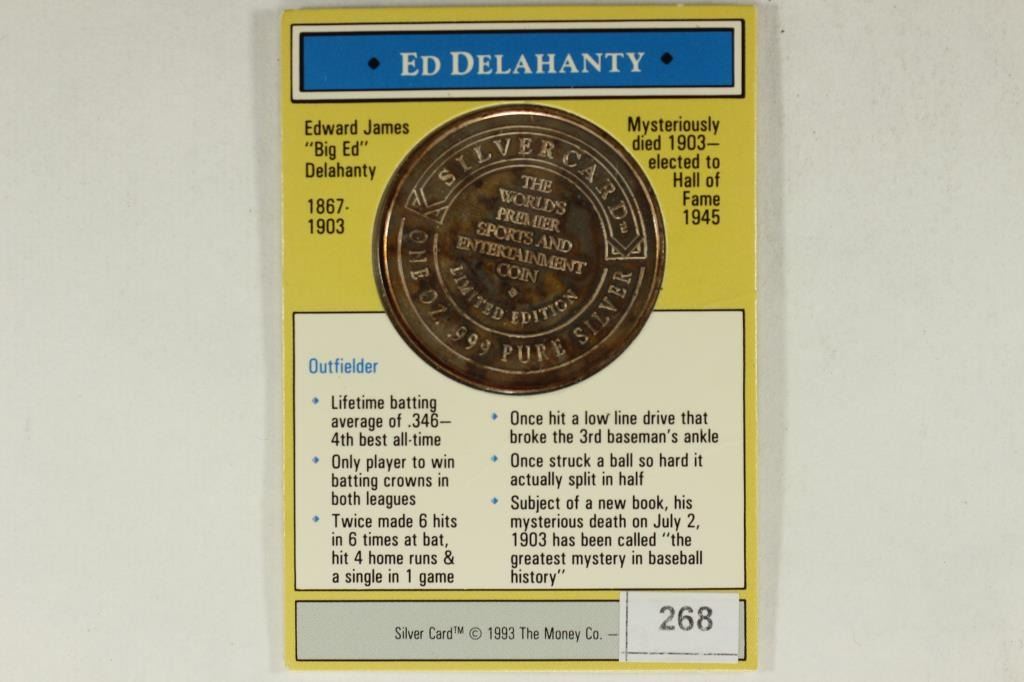 ED DELAHANTY
Edward James
"Big Ed"
Delahanty
1867-
1903
Mysteriously
died 1903—
elected to
Hall of
Fame
1945
SILVERCARD™
THE
WORLD'S
PREMIER
SPORTS AND
ENTERTAINMENT
COIN
LIMITED EDITION
ONE OZ. .999 PURE SILVER
Outfielder
Lifetime batting
average of .346—
4th best all-time
Only player to win
batting crowns in
both leagues
Twice made 6 hits
in 6 times at bat,
hit 4 home runs &
a single in 1 game
Once hit a low line drive that
broke the 3rd baseman's ankle
Once struck a ball so hard it
actually split in half
Subject of a new book, his
mysterious death on July 2,
1903 has been called "the
greatest mystery in baseball
history"
Silver Card™ © 1993 The Money Co. —
268